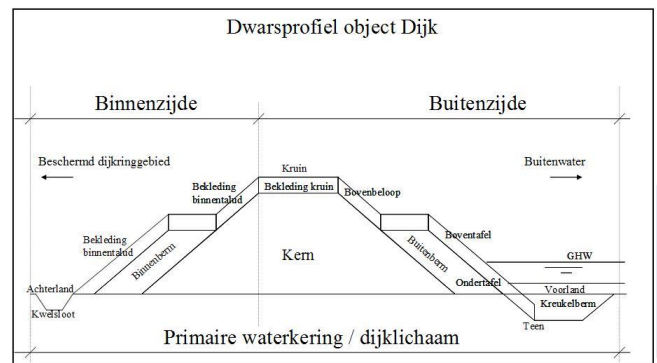 Dwarsprofiel object Dijk
Binnenzijde
Buitenzijde
Beschermd dijkringgebied
Buitenwater
Kruin
Bekleding
binnentalud
Bekleding kruin
Bovenbeloop
Bekleding
binnentalud
Binnenberm
Kern
Buitenberm
Boventafel
GHW
Ondertafel
Achterland
Voorland
Kwelsloot
Kreukelberm
Teen
Primaire waterkering / dijklichaam